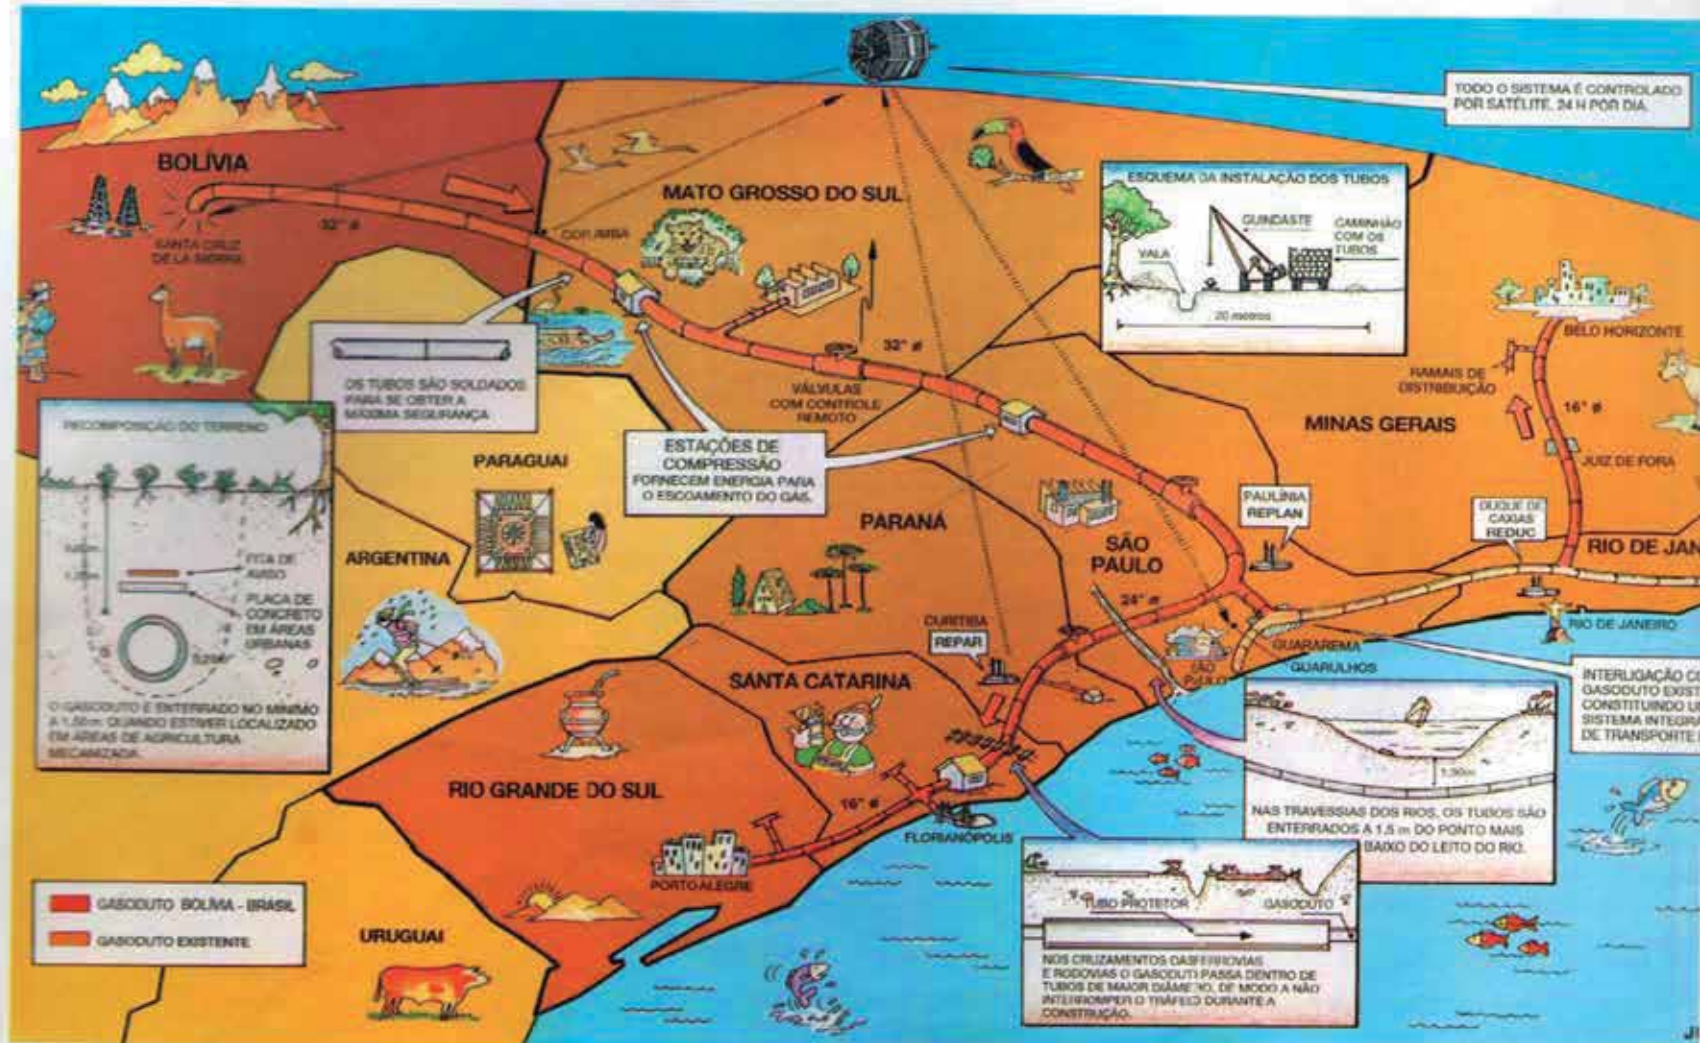 TODO O SISTEMA É CONTROLADO
POR SATÉLITE, 24 H POR DIA.
BOLÍVIA
SANTA CRUZ
DE LA SIERRA
32" ø
MATO GROSSO DO SUL
CORUMBÁ
ESQUEMA DA INSTALAÇÃO DOS TUBOS
GUINDASTE
CAMINHÃO
COM OS
TUBOS
VALA
20 metros
BELO HORIZONTE
RAMAIS DE
DISTRIBUIÇÃO
16" ø
MINAS GERAIS
JUIZ DE FORA
OS TUBOS SÃO SOLDADOS
PARA SE OBTER A
MÁXIMA SEGURANÇA
32" ø
VÁLVULAS
COM CONTROLE
REMOTO
ESTAÇÕES DE
COMPRESSÃO
FORNECEM ENERGIA PARA
O ESCOAMENTO DO GÁS.
RECOMPOSIÇÃO DO TERRENO
FITA DE
AVISO
PLACA DE
CONCRETO
EM ÁREAS
URBANAS
O GASODUTO É ENTERRADO NO MÍNIMO
A 1,50m QUANDO ESTIVER LOCALIZADO
EM ÁREAS DE AGRICULTURA
MECANIZADA.
PARAGUAI
ARGENTINA
PARANÁ
SÃO
PAULO
PAULÍNIA
REPLAN
DUQUE DE
CAXIAS
REDUC
RIO DE JAN
24" ø
CURITIBA
REPAR
SÃO
PAULO
GUARAREMA
GUARULHOS
RIO DE JANEIRO
SANTA CATARINA
INTERLIGAÇÃO CO
GASODUTO EXIST
CONSTITUINDO U
SISTEMA INTEGRA
DE TRANSPORTE
1,50m
NAS TRAVESSIAS DOS RIOS, OS TUBOS SÃO
ENTERRADOS A 1,5 m DO PONTO MAIS
BAIXO DO LEITO DO RIO.
RIO GRANDE DO SUL
16" ø
FLORIANÓPOLIS
PORTO ALEGRE
TUBO PROTETOR
GASODUTO
NOS CRUZAMENTOS DAS FERROVIAS
E RODOVIAS O GASODUTO PASSA DENTRO DE
TUBOS DE MAIOR DIÂMETRO, DE MODO A NÃO
INTERROMPER O TRÁFEGO DURANTE A
CONSTRUÇÃO.
GASODUTO BOLÍVIA - BRASIL
GASODUTO EXISTENTE
URUGUAI